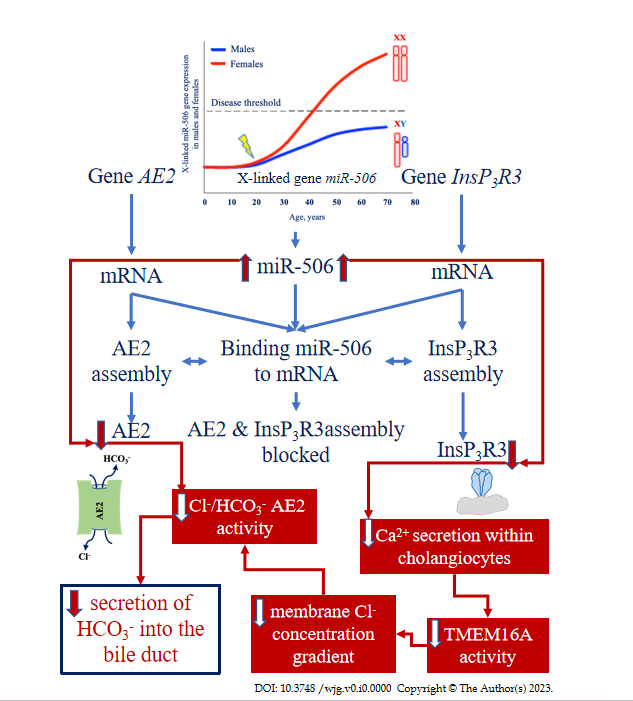 XX
Males
Females
X-linked miR-506 gene expression
in males and females
Disease threshold
XY
X-linked gene miR-506
0 10 20 30 40 50 60 70 80
Age, years
Gene AE2
Gene InsP₃R3
mRNA
miR-506
mRNA
AE2
assembly
Binding miR-506
to mRNA
InsP₃R3
assembly
AE2
AE2 & InsP₃R3assembly
blocked
InsP₃R3
HCO₃⁻
AE2
Cl⁻
Cl-/HCO₃⁻ AE2
activity
Ca²⁺ secretion within
cholangiocytes
secretion of
HCO₃⁻ into the
bile duct
membrane Cl⁻
concentration
gradient
TMEM16A
activity
DOI: 10.3748 /wjg.v0.i0.0000 Copyright © The Author(s) 2023.